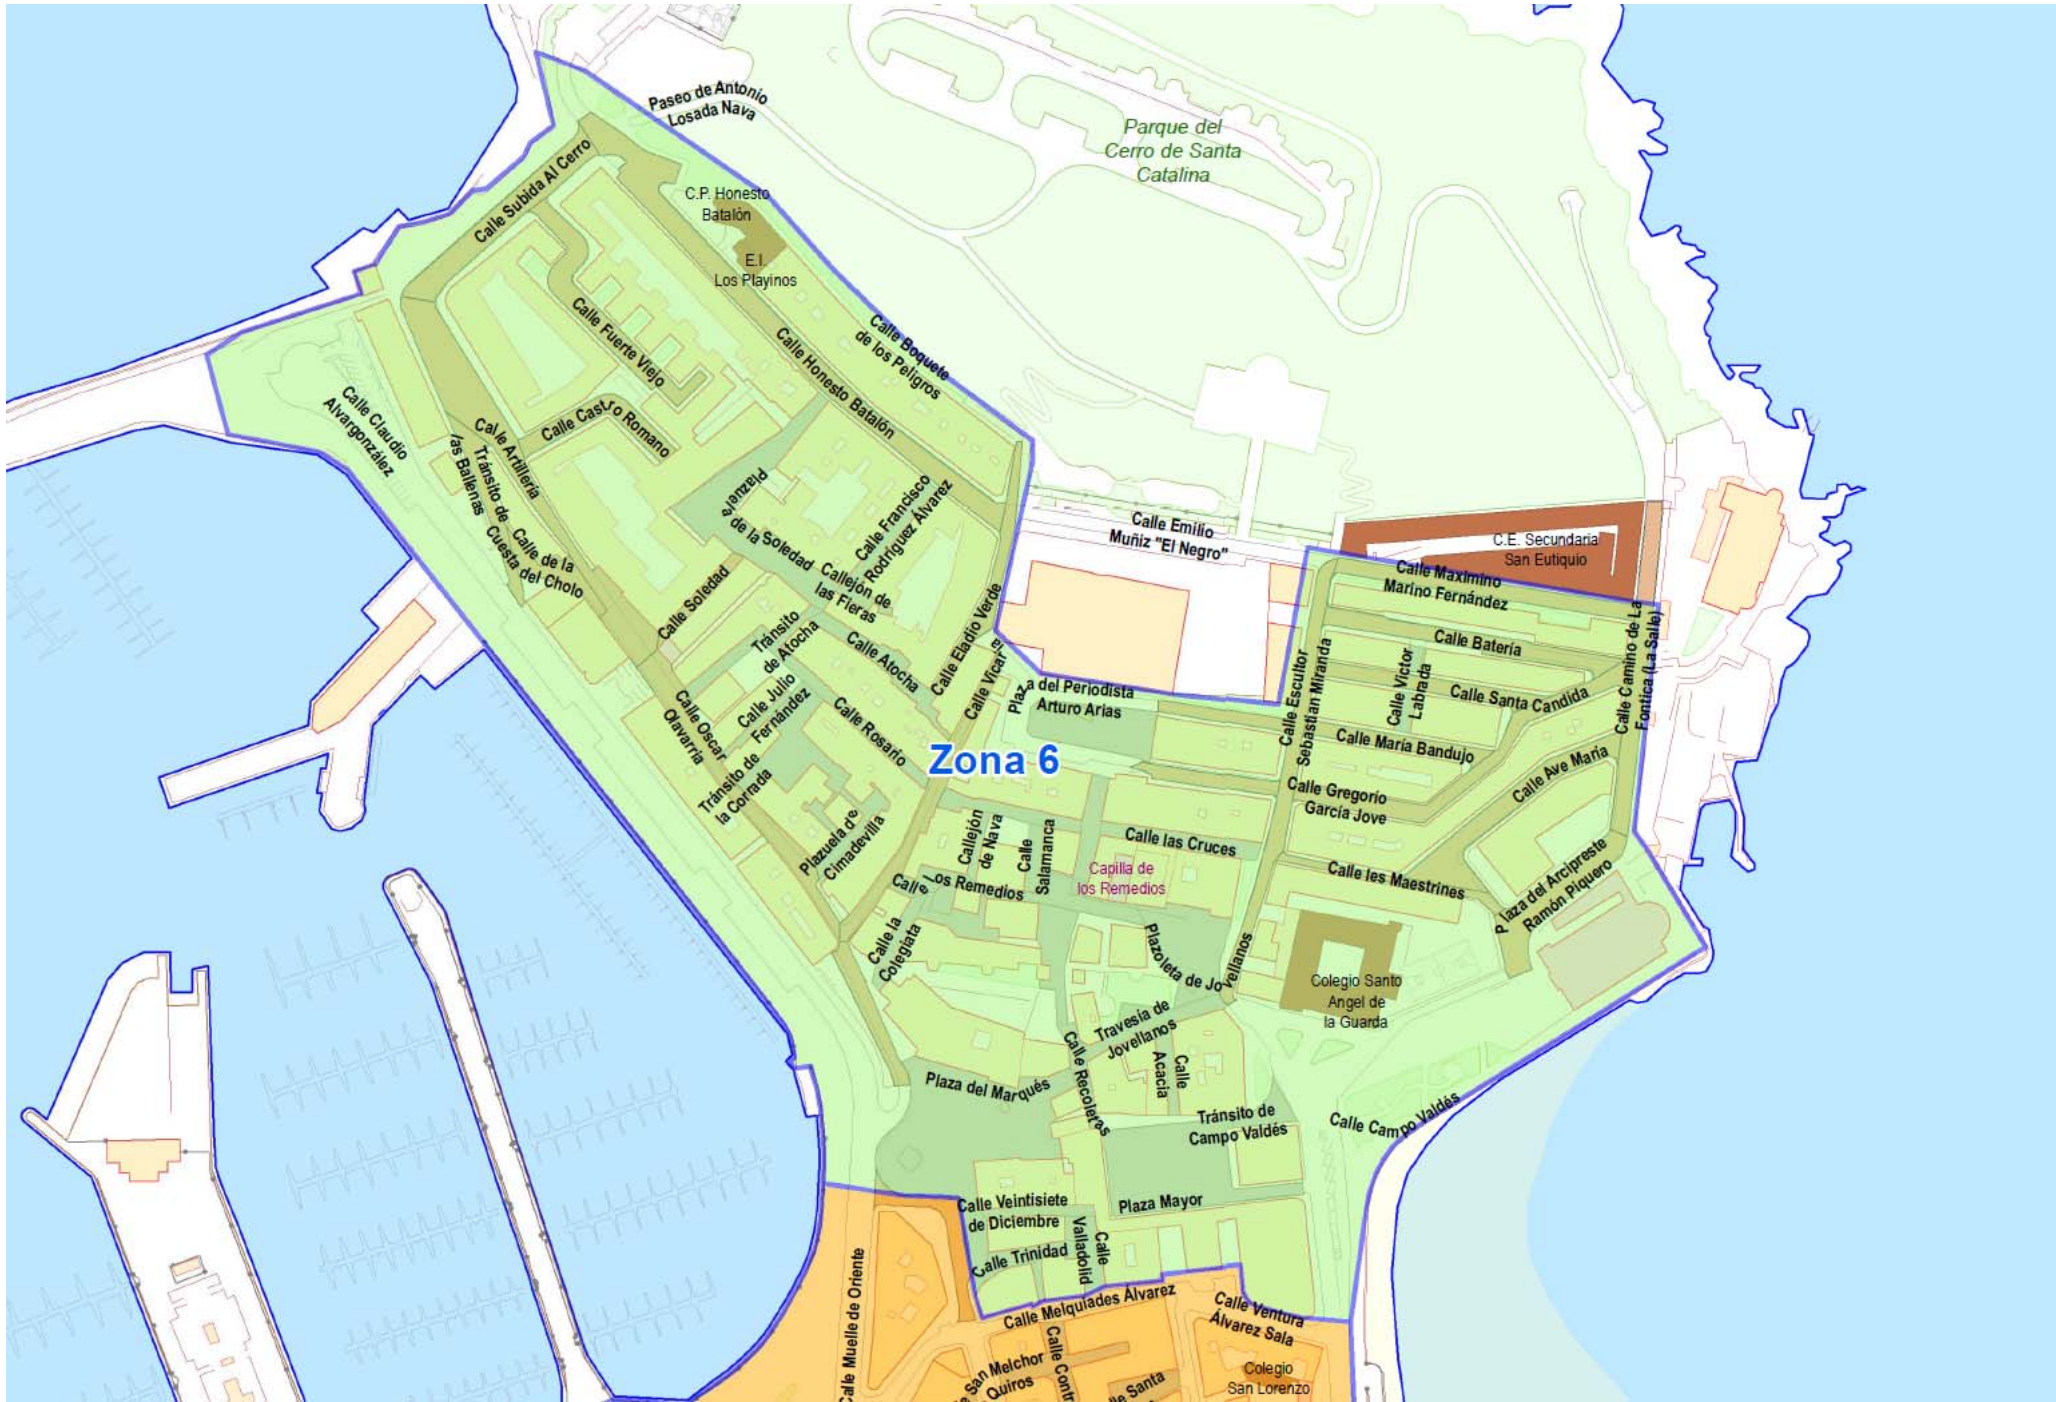 Paseo de Antonio
Losada Nava
Parque del
Cerro de Santa
Catalina
Calle Subida Al Cerro
C.P. Honesto
Batalón
E.I.
Los Playinos
Calle Fuerte Viejo
Calle Boquete
de los Peligros
Calle Honesto Batalón
Calle Claudio
Alvargonzález
Calle Castro Romano
Calle Artillería
Tránsito de
las Ballenas
Calle de la
Cuesta del Cholo
Plazuela
de la Soledad
Calle Francisco
Rodríguez Álvarez
Calle Emilio
Muñiz "El Negro"
C.E. Secundaria
San Eutiquio
Calle Maximino
Marino Fernández
Calle Soledad
Callejón de
las Fieras
Calle Eladio Verde
Tránsito
de Atocha
Calle Atocha
Calle Vicaría
Calle Batería
Calle Camino de La
Fontica (La Salle)
Calle Escultor
Sebastián Miranda
Calle Victor
Labrada
Calle Santa Candida
Plaza del Periodista
Arturo Arias
Calle Julio
Fernández
Calle Oscar
Olavarría
Calle Rosario
Calle María Bandujo
Zona 6
Tránsito de
la Corrada
Calle Gregorio
García Jove
Calle Ave María
Plazuela de
Cimadevilla
Callejón
de Nava
Calle
Salamanca
Calle las Cruces
Calle Los Remedios
Capilla de
los Remedios
Calle les Maestrines
Plaza del Arcipreste
Ramón Piquero
Calle la
Colegiata
Plazoleta de Jovellanos
Colegio Santo
Angel de
la Guarda
Travesía de
Jovellanos
Calle Recoletas
Calle
Acacia
Plaza del Marqués
Tránsito de
Campo Valdés
Calle Campo Valdés
Calle Veintisiete
de Diciembre
Plaza Mayor
Calle Trinidad
Calle
Valladolid
Calle Muelle de Oriente
Calle Melquíades Álvarez
Calle Ventura
Álvarez Sala
San Melchor
Quiros
Calle Contr
lle Santa
Colegio
San Lorenzo